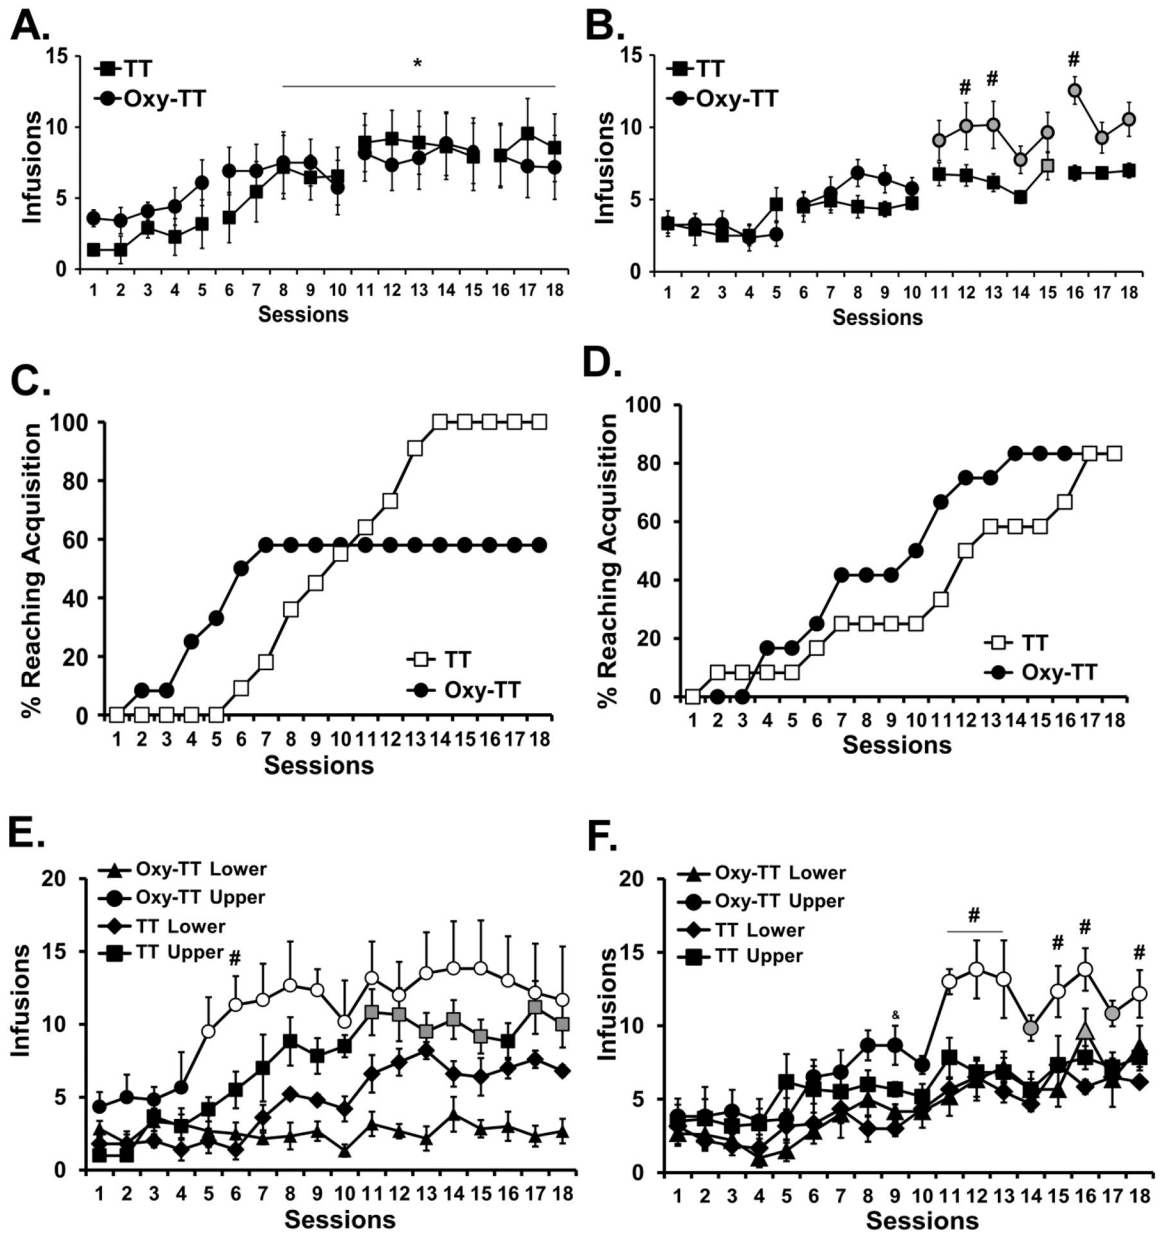 A.
15
10
5
0
Infusions
TT
Oxy-TT
*
1 2 3 4 5 6 7 8 9 10 11 12 13 14 15 16 17 18
Sessions
B.
15
10
5
0
Infusions
TT
Oxy-TT
# # #
1 2 3 4 5 6 7 8 9 10 11 12 13 14 15 16 17 18
Sessions
C.
100
80
60
40
20
0
% Reaching Acquisition
TT
Oxy-TT
1 2 3 4 5 6 7 8 9 10 11 12 13 14 15 16 17 18
Sessions
D.
100
80
60
40
20
0
% Reaching Acquisition
TT
Oxy-TT
1 2 3 4 5 6 7 8 9 10 11 12 13 14 15 16 17 18
Sessions
E.
20
15
10
5
0
Infusions
Oxy-TT Lower
Oxy-TT Upper
TT Lower
TT Upper
#
1 2 3 4 5 6 7 8 9 10 11 12 13 14 15 16 17 18
Sessions
F.
20
15
10
5
0
Infusions
Oxy-TT Lower
Oxy-TT Upper
TT Lower
TT Upper
& # # # #
1 2 3 4 5 6 7 8 9 10 11 12 13 14 15 16 17 18
Sessions